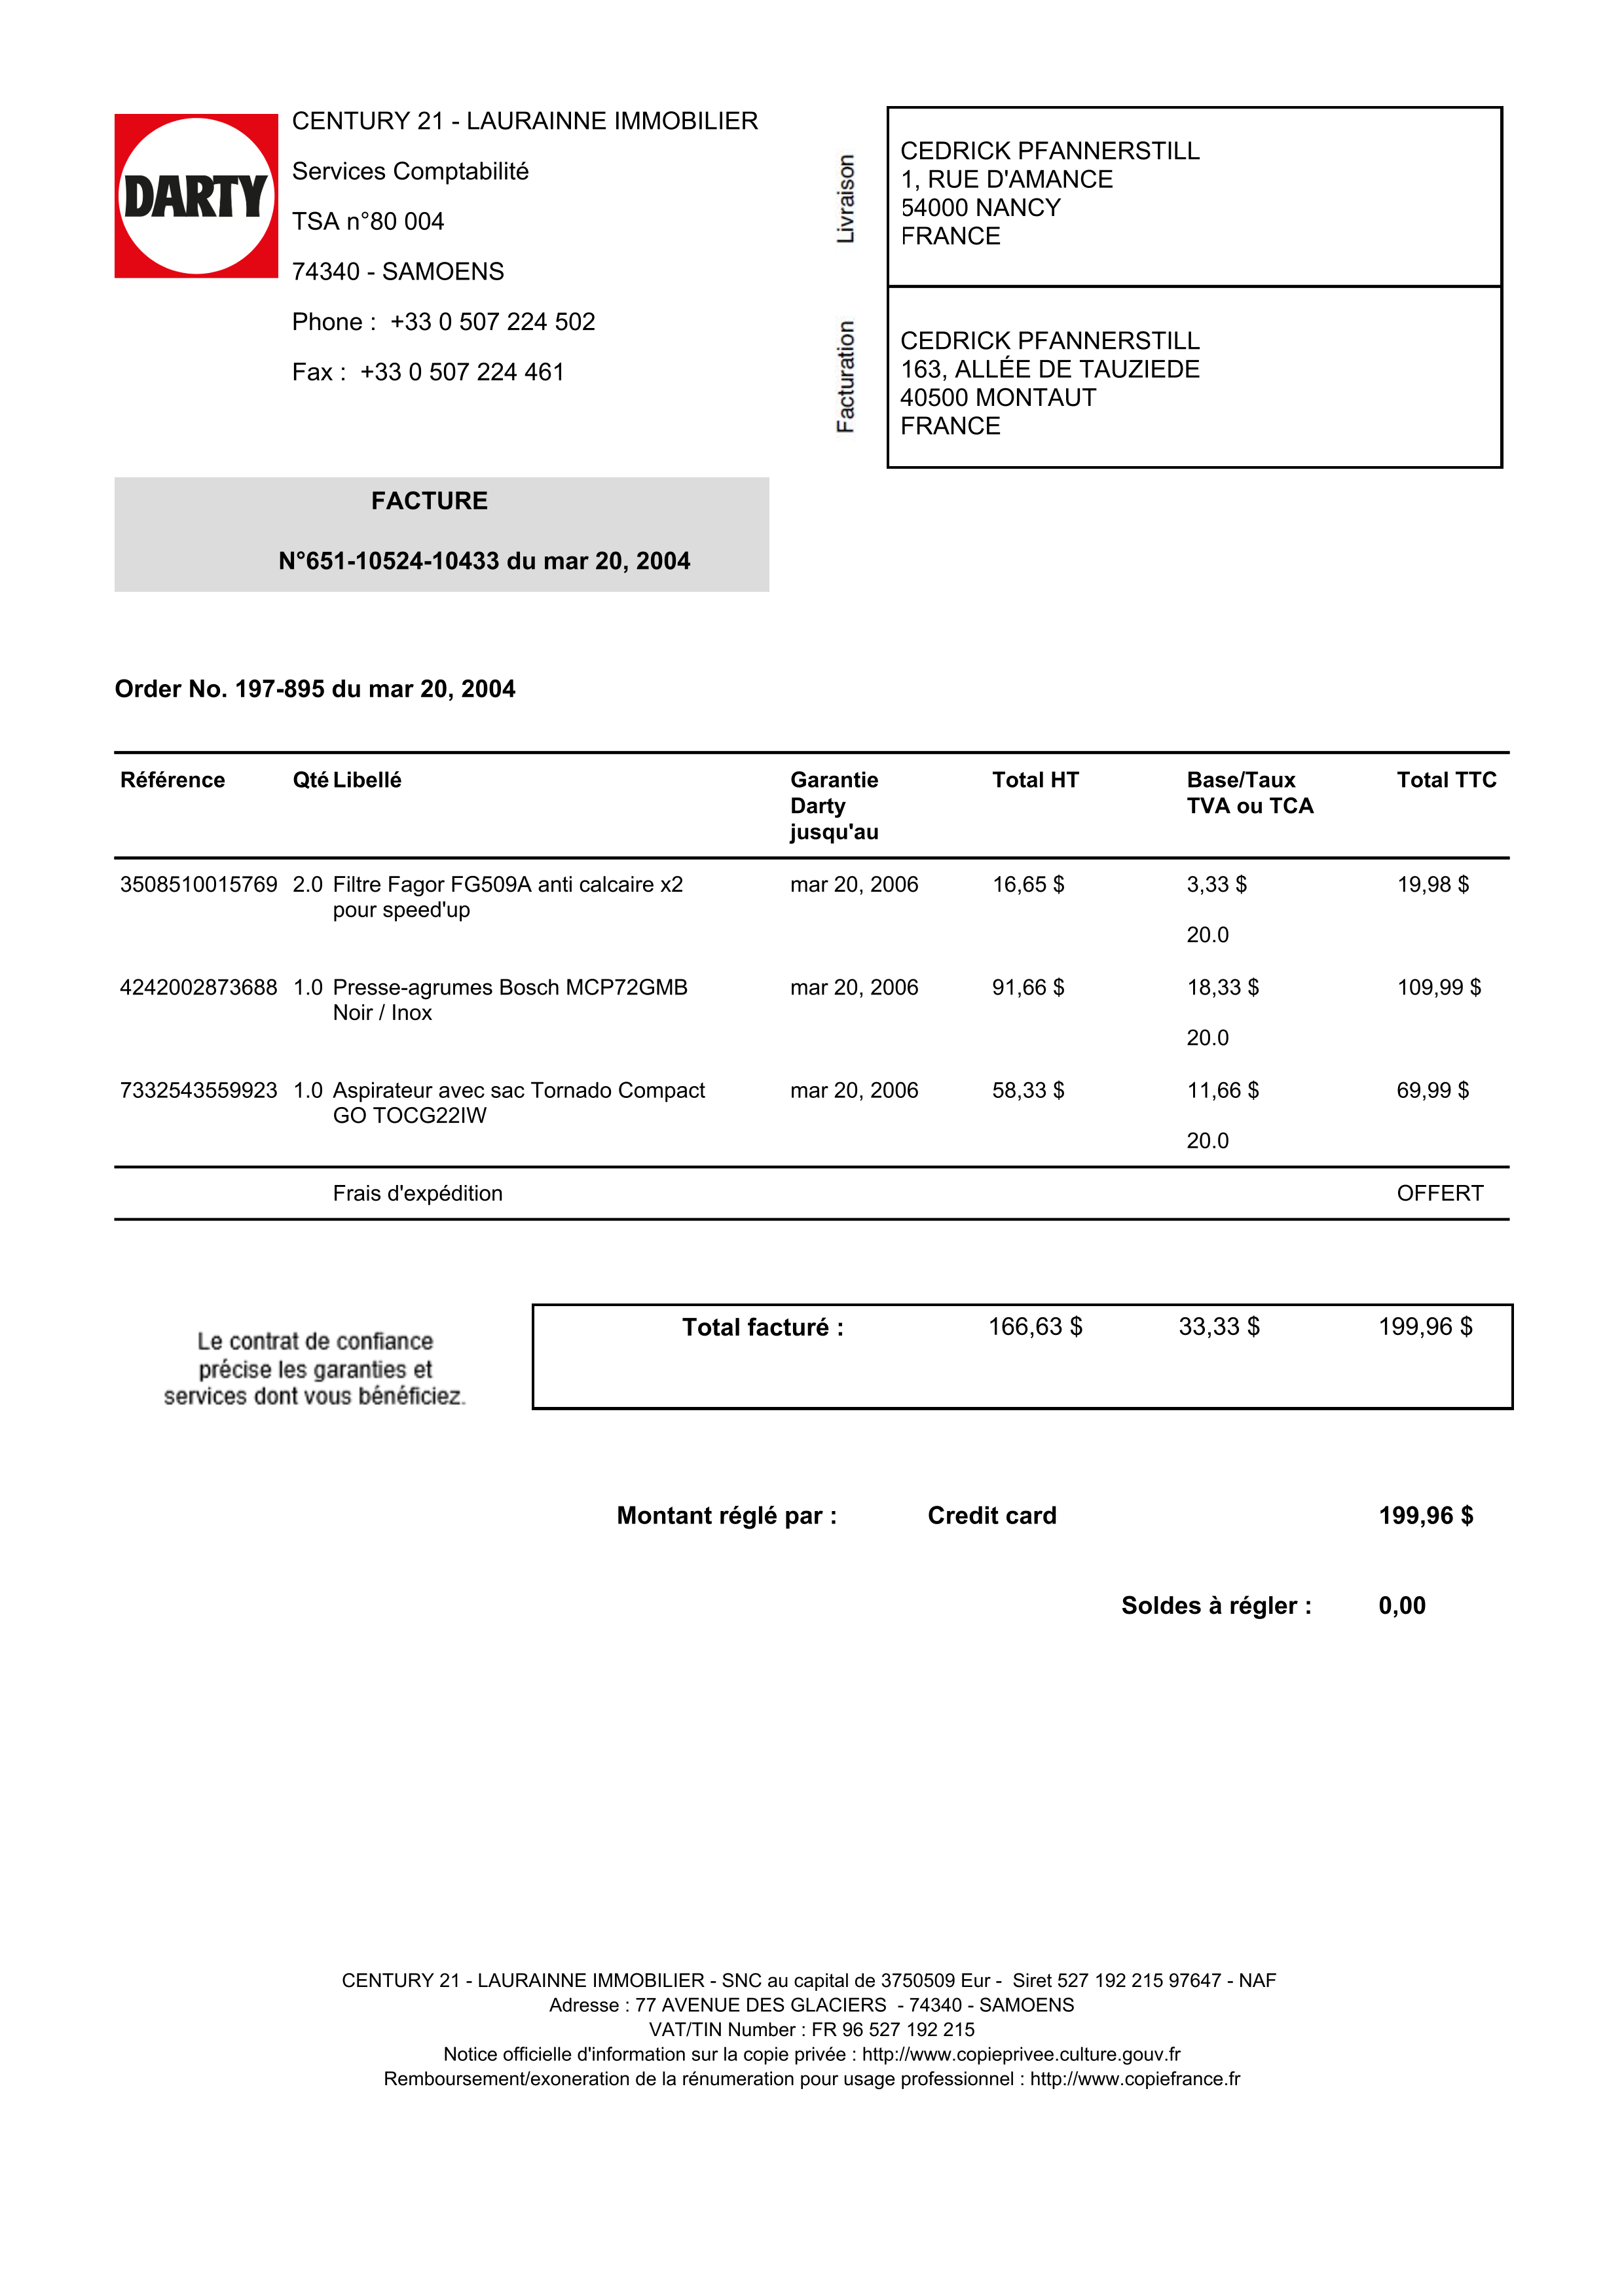 DARTY
CENTURY 21 - LAURAINNE IMMOBILIER
Services Comptabilité
TSA n°80 004
74340 - SAMOENS
Phone : +33 0 507 224 502
Fax : +33 0 507 224 461
Livraison
CEDRICK PFANNERSTILL
1, RUE D'AMANCE
54000 NANCY
FRANCE
Facturation
CEDRICK PFANNERSTILL
163, ALLÉE DE TAUZIEDE
40500 MONTAUT
FRANCE
FACTURE
N°651-10524-10433 du mar 20, 2004
Order No. 197-895 du mar 20, 2004
Référence Qté Libellé Garantie Total HT Base/Taux Total TTC
Darty TVA ou TCA
jusqu'au
3508510015769 2.0 Filtre Fagor FG509A anti calcaire x2 mar 20, 2006 16,65 $ 3,33 $ 19,98 $
pour speed'up
20.0
4242002873688 1.0 Presse-agrumes Bosch MCP72GMB mar 20, 2006 91,66 $ 18,33 $ 109,99 $
Noir / Inox
20.0
7332543559923 1.0 Aspirateur avec sac Tornado Compact mar 20, 2006 58,33 $ 11,66 $ 69,99 $
GO TOCG22IW
20.0
Frais d'expédition OFFERT
Total facturé : 166,63 $ 33,33 $ 199,96 $
Le contrat de confiance
précise les garanties et
services dont vous bénéficiez.
Montant réglé par : Credit card 199,96 $
Soldes à régler : 0,00
CENTURY 21 - LAURAINNE IMMOBILIER - SNC au capital de 3750509 Eur - Siret 527 192 215 97647 - NAF
Adresse : 77 AVENUE DES GLACIERS - 74340 - SAMOENS
VAT/TIN Number : FR 96 527 192 215
Notice officielle d'information sur la copie privée : http://www.copieprivee.culture.gouv.fr
Remboursement/exoneration de la rénumeration pour usage professionnel : http://www.copiefrance.fr